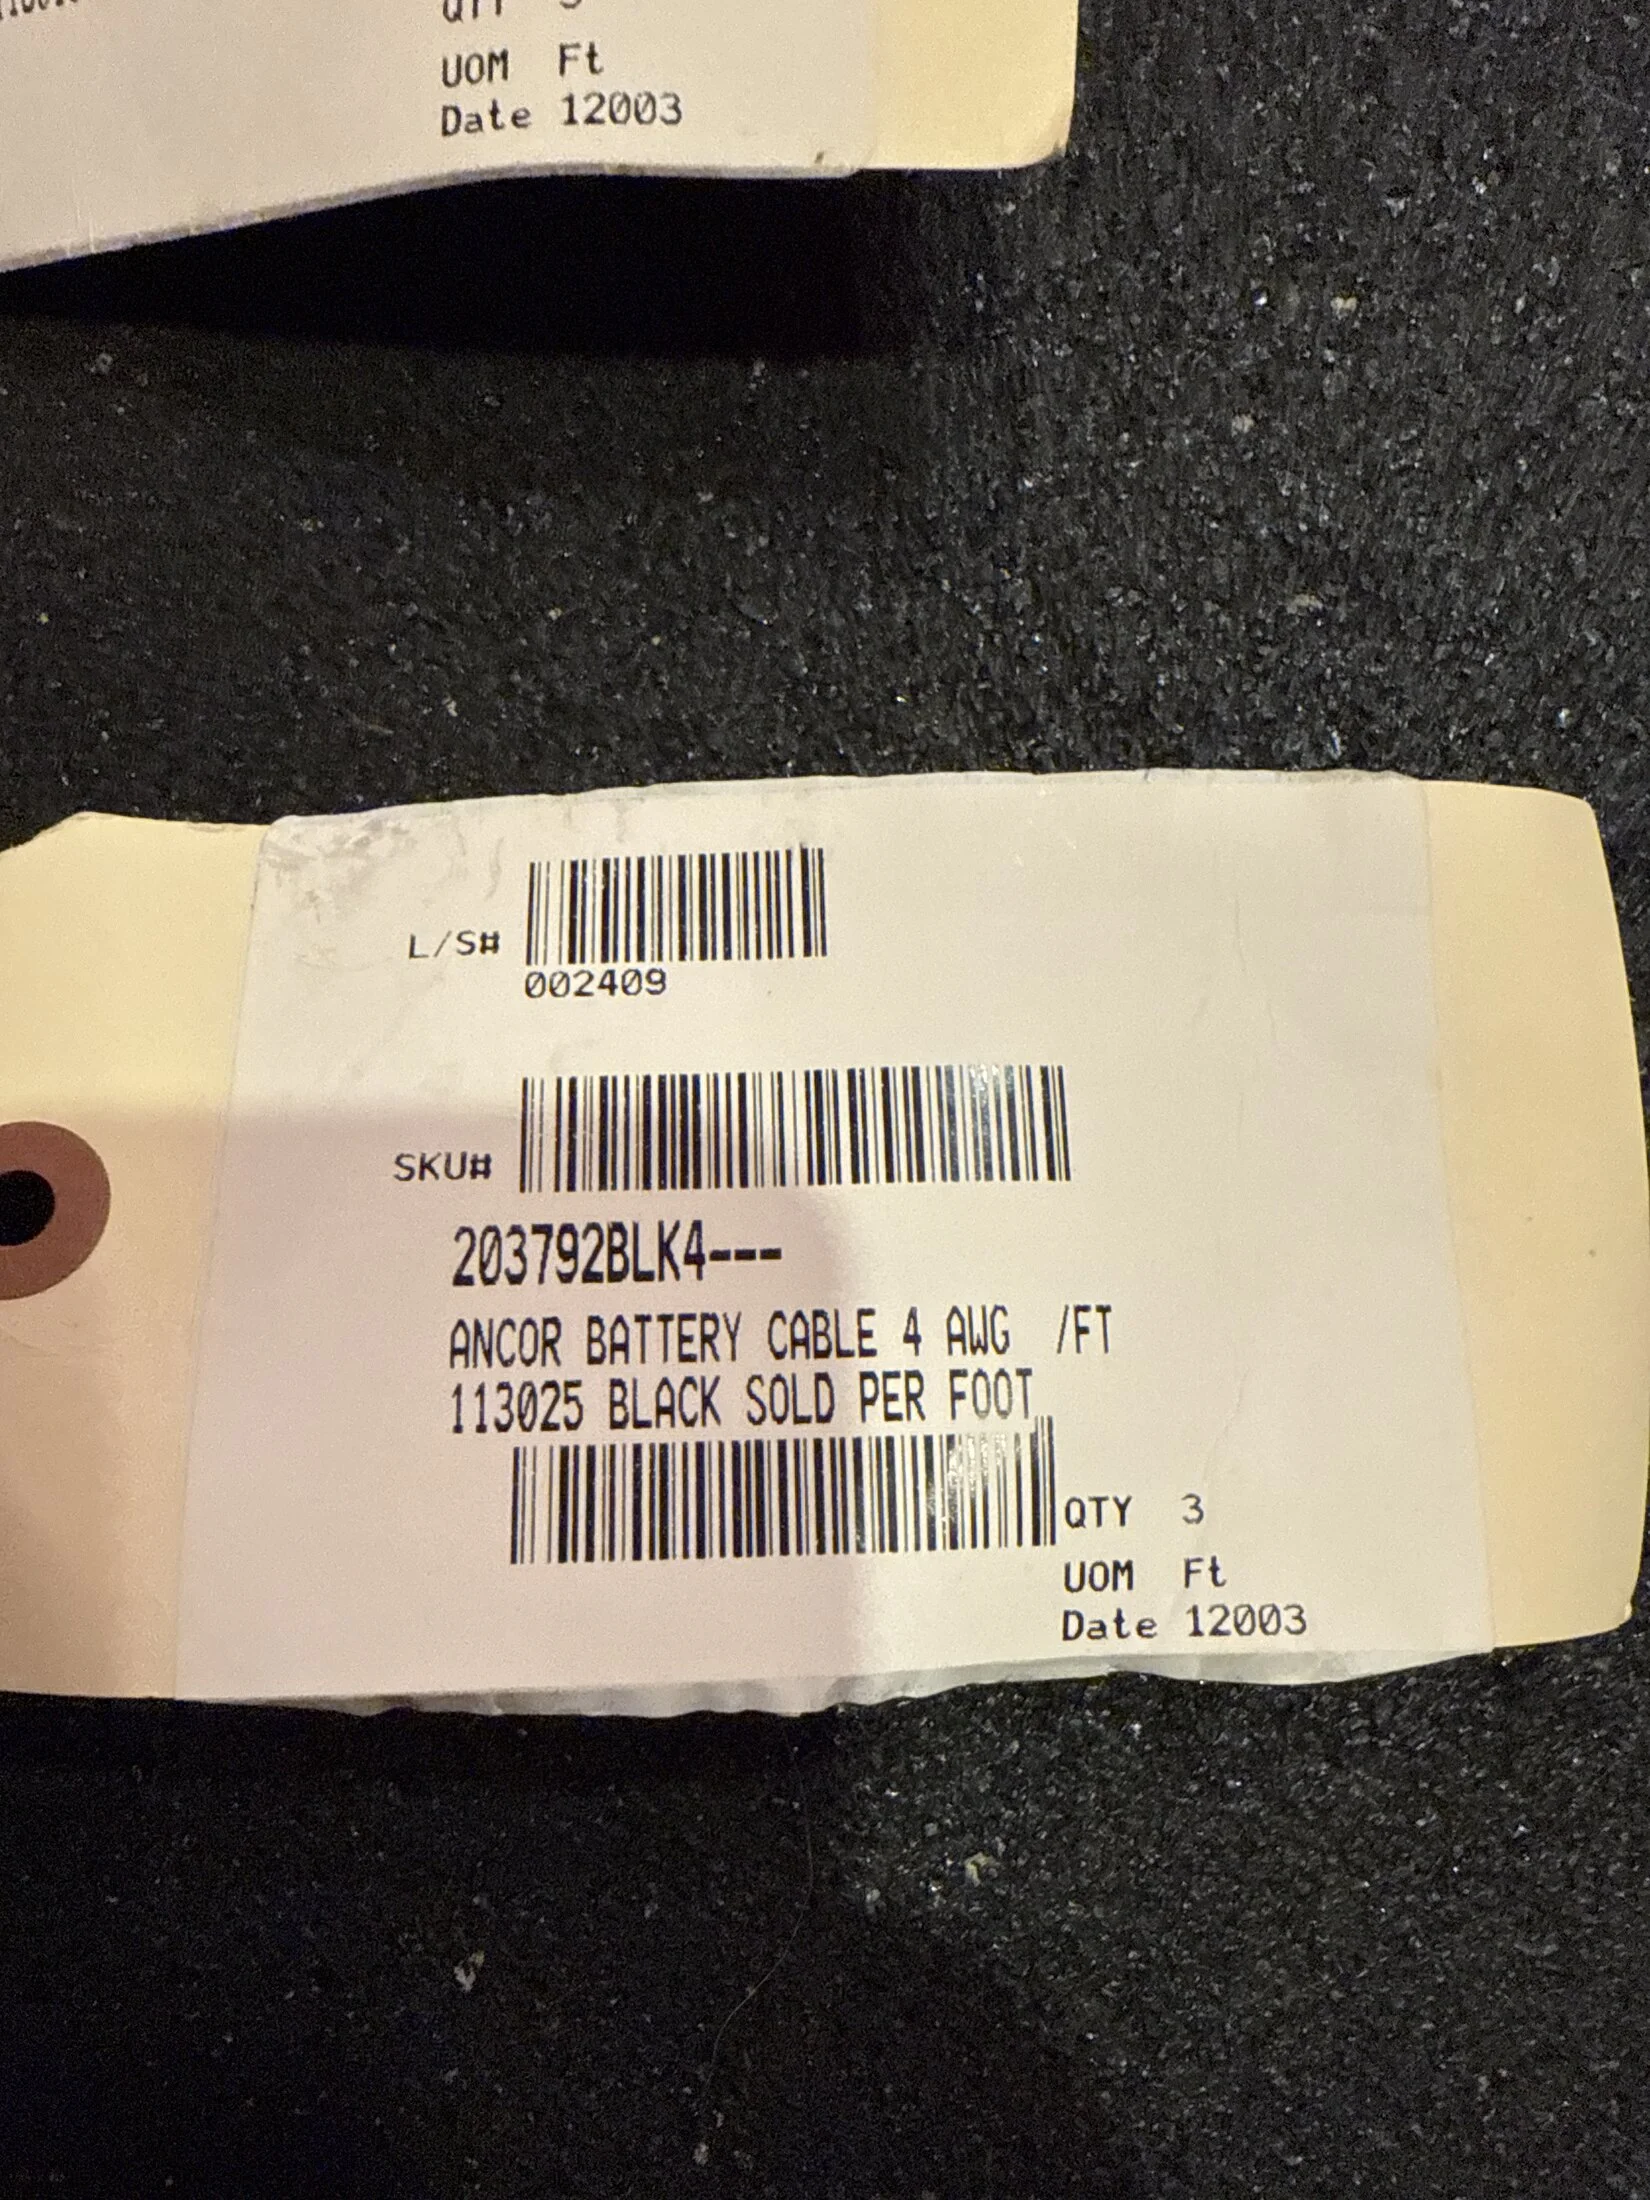 UOM Ft
Date 12003
L/S#
002409
SKU#
203792BLK4---
ANCOR BATTERY CABLE 4 AWG /FT
113025 BLACK SOLD PER FOOT
QTY 3
UOM Ft
Date 12003